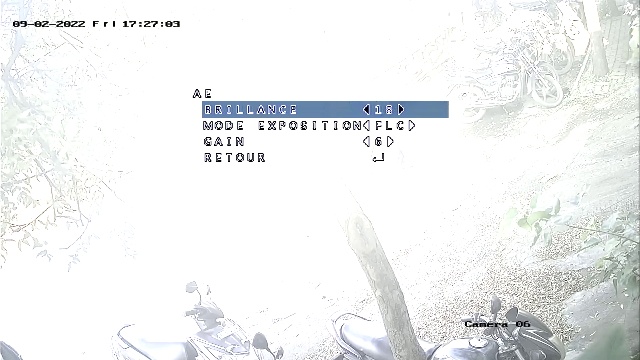 09-02-2022 Fri 17:27:03
AE
BRILLANCE 18
MODE EXPOSITION FLC
GAIN 6
RETOUR
Camera 06